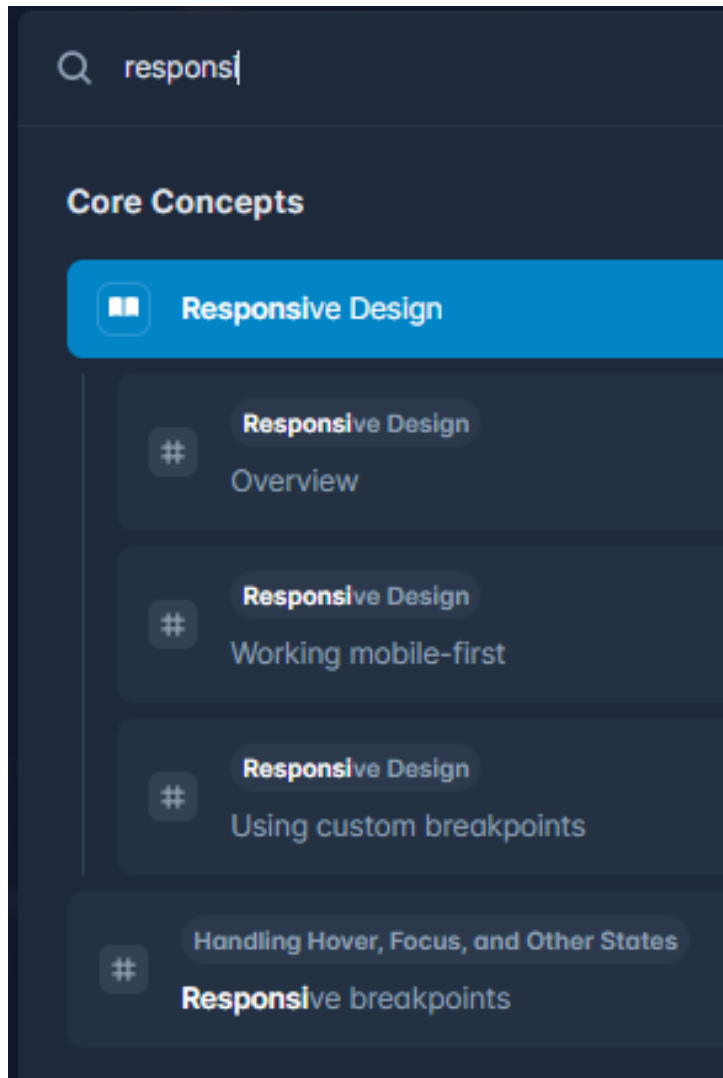 responsi
Core Concepts
Responsive Design
Responsive Design
Overview
Responsive Design
Working mobile-first
Responsive Design
Using custom breakpoints
Handling Hover, Focus, and Other States
Responsive breakpoints